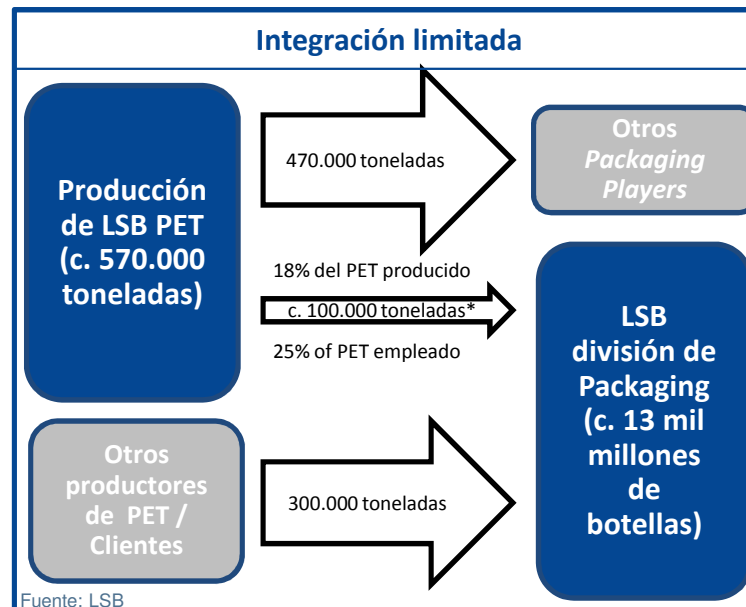 Integración limitada
Producción
de LSB PET
(c. 570.000
toneladas)
470.000 toneladas
Otros
Packaging
Players
18% del PET producido
c. 100.000 toneladas*
25% of PET empleado
LSB
división de
Packaging
(c. 13 mil
millones
de
botellas)
Otros
productores
de PET /
Clientes
300.000 toneladas
Fuente: LSB